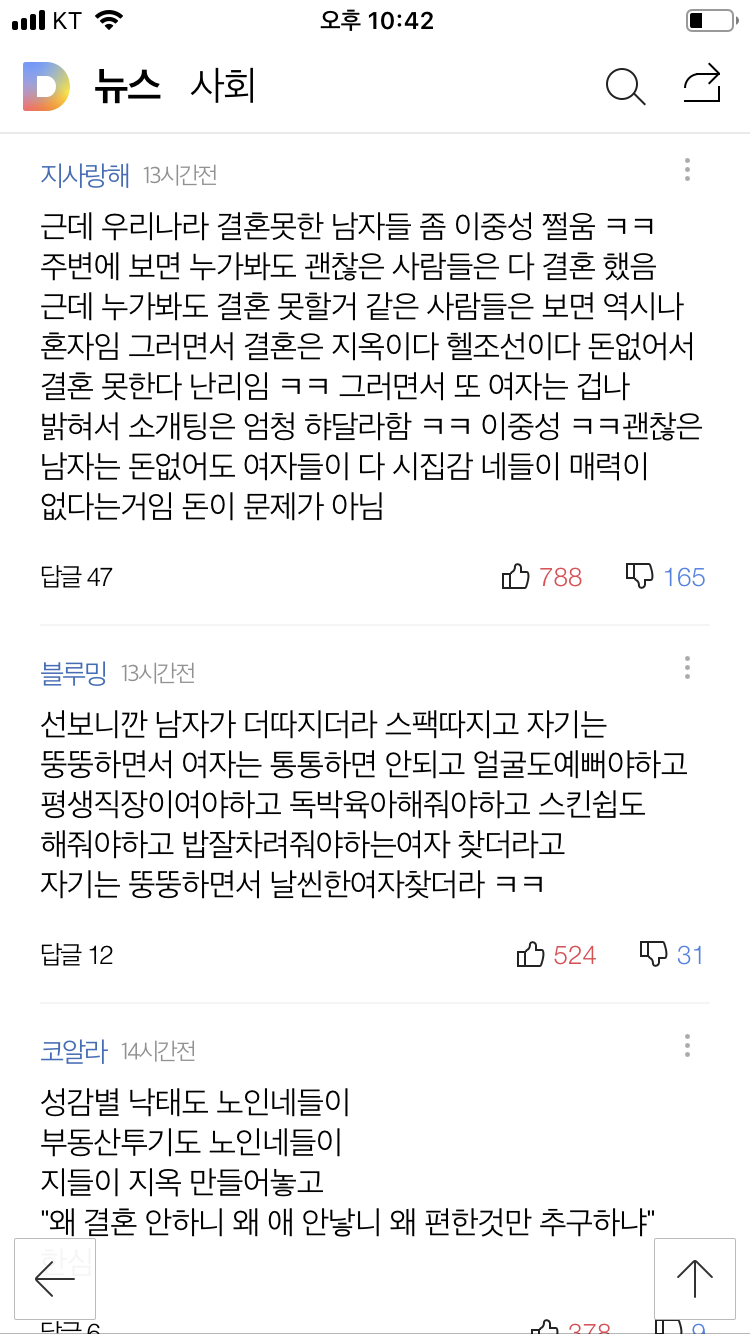 KT 오후 10:42
D 뉴스 사회
지사랑해 13시간전
근데 우리나라 결혼못한 남자들 좀 이중성 쩔움 ㅋㅋ
주변에 보면 누가봐도 괜찮은 사람들은 다 결혼 했음
근데 누가봐도 결혼 못할거 같은 사람들은 보면 역시나
혼자임 그러면서 결혼은 지옥이다 헬조선이다 돈없어서
결혼 못한다 난리임 ㅋㅋ 그러면서 또 여자는 겁나
밝혀서 소개팅은 엄청 햐달라함 ㅋㅋ 이중성 ㅋㅋ괜찮은
남자는 돈없어도 여자들이 다 시집감 네들이 매력이
없다는거임 돈이 문제가 아님
답글 47 788 165
블루밍 13시간전
선보니깐 남자가 더따지더라 스팩따지고 자기는
뚱뚱하면서 여자는 통통하면 안되고 얼굴도예뻐야하고
평생직장이여야하고 독박육아해줘야하고 스킨쉽도
해줘야하고 밥잘차려줘야하는여자 찾더라고
자기는 뚱뚱하면서 날씬한여자찾더라 ㅋㅋ
답글 12 524 31
코알라 14시간전
성감별 낙태도 노인네들이
부동산투기도 노인네들이
지들이 지옥 만들어놓고
"왜 결혼 안하니 왜 애 안낳니 왜 편한것만 추구하냐"
한심
답글 6 378 9